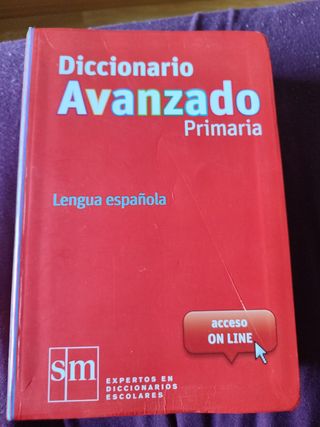 Diccionario
Avanzado
Primaria
Lengua española
acceso
ON LINE
sm
EXPERTOS EN
DICCIONARIOS
ESCOLARES